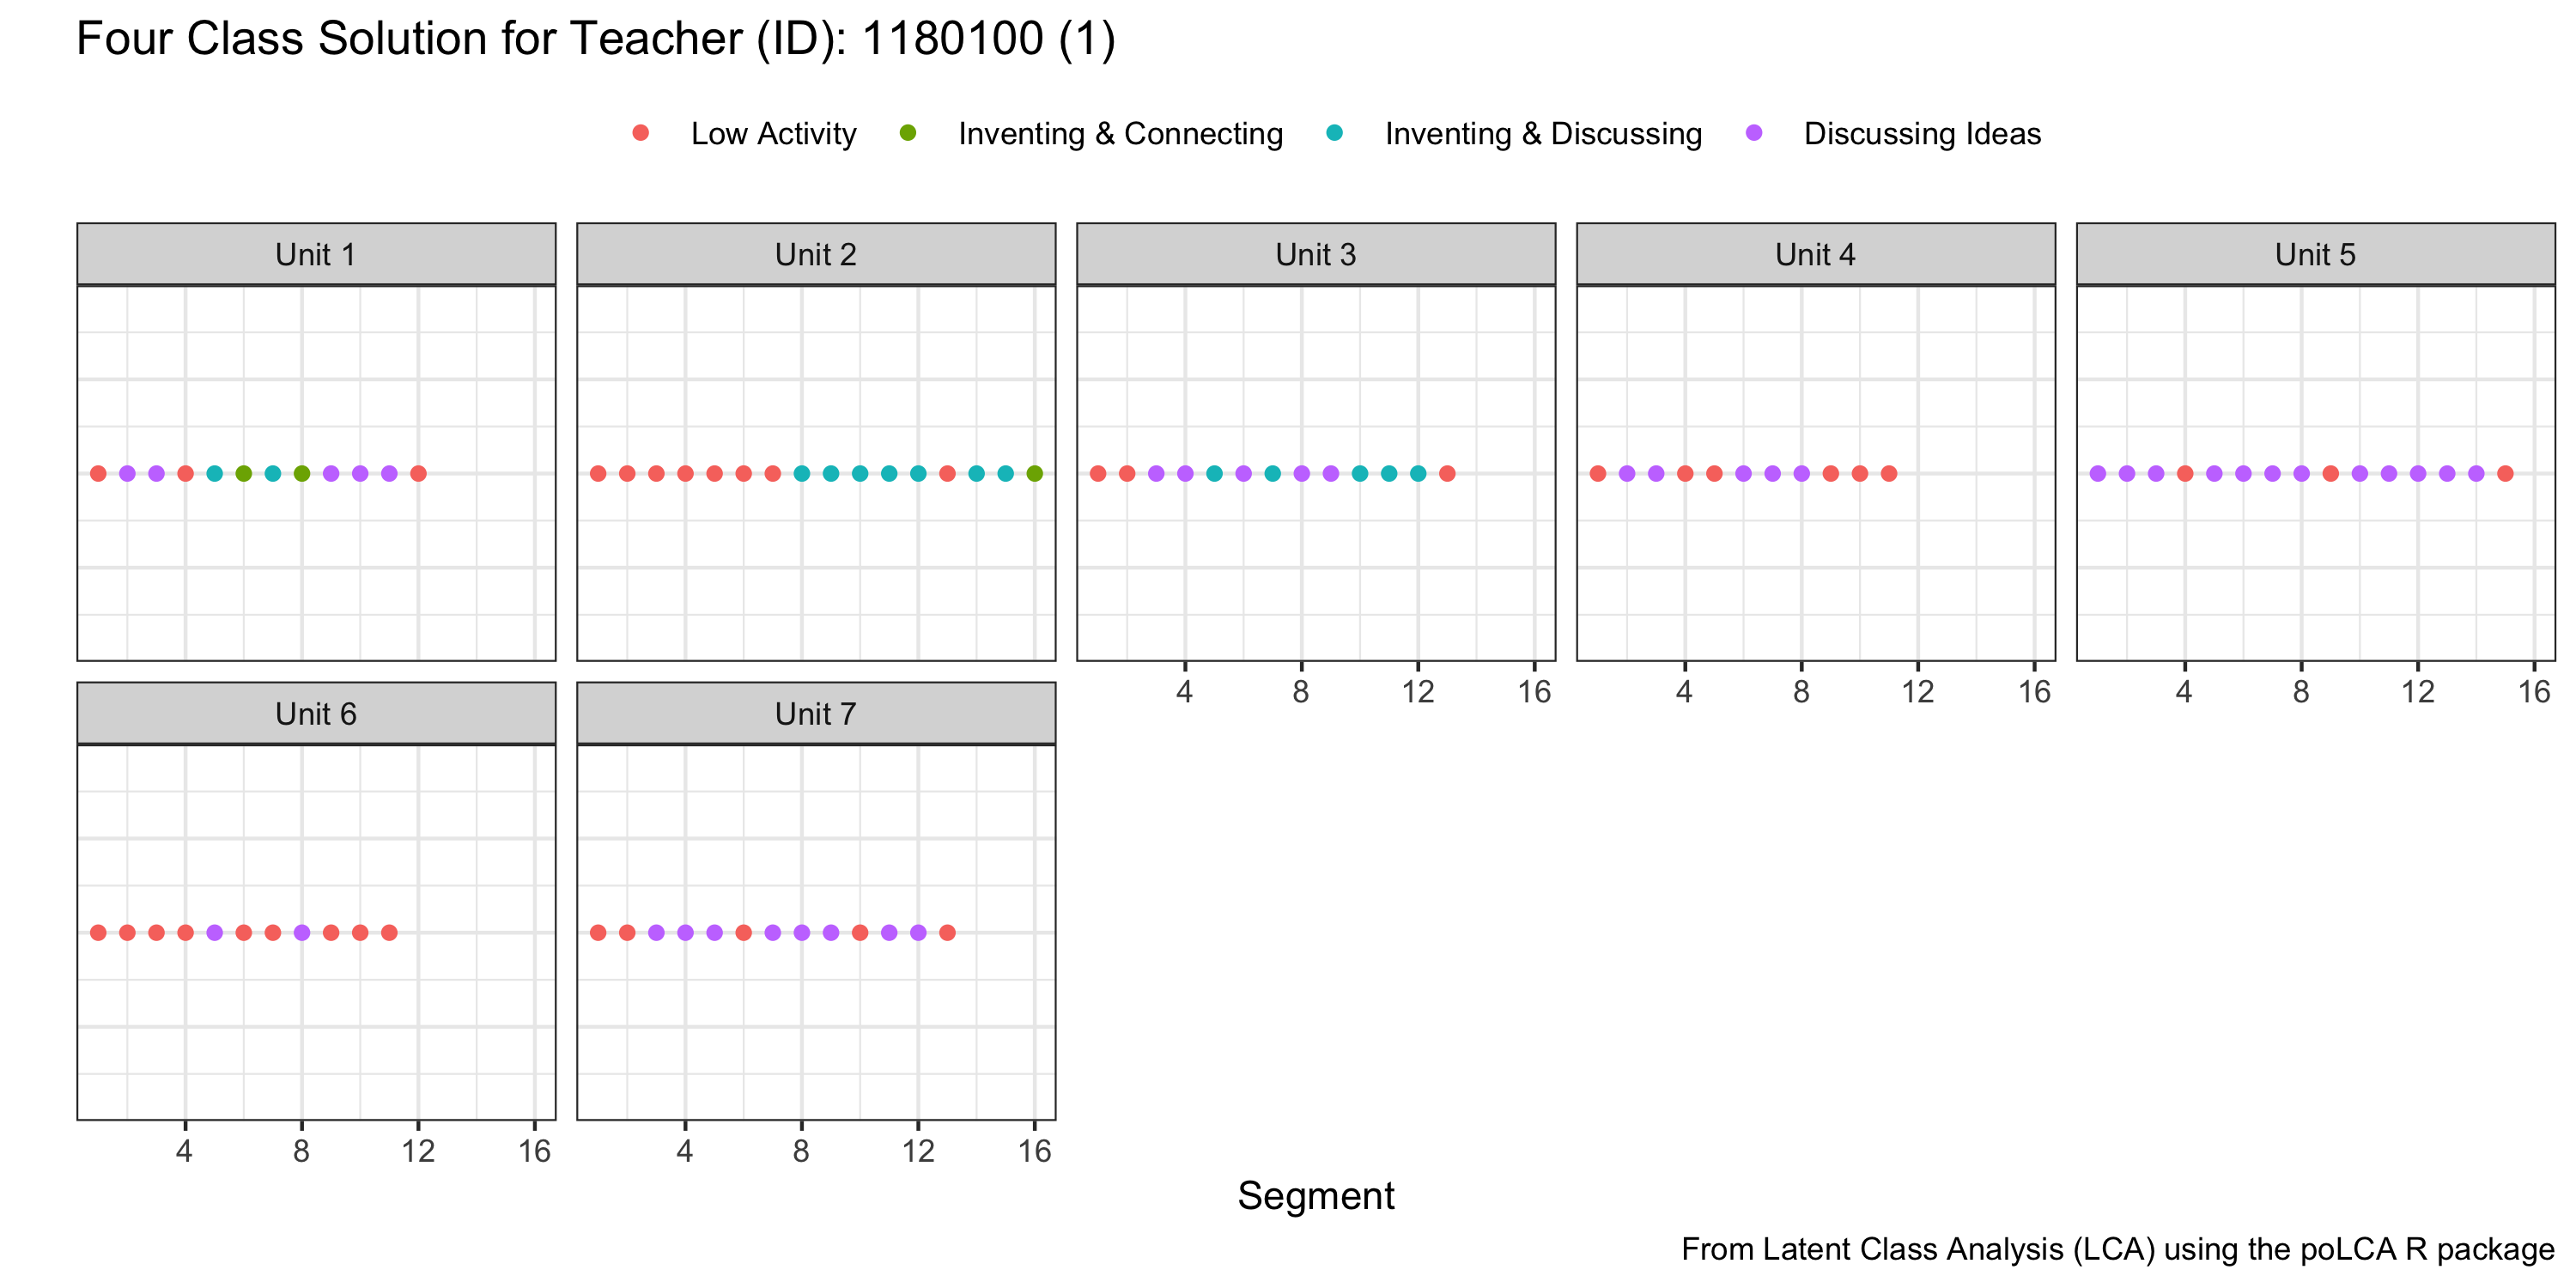 Four Class Solution for Teacher (ID): 1180100 (1)
Low Activity Inventing & Connecting Inventing & Discussing Discussing Ideas
Unit 1 Unit 2 Unit 3 Unit 4 Unit 5
4 8 12 16 4 8 12 16 4 8 12 16
Unit 6 Unit 7
4 8 12 16 4 8 12 16
Segment
From Latent Class Analysis (LCA) using the poLCA R package